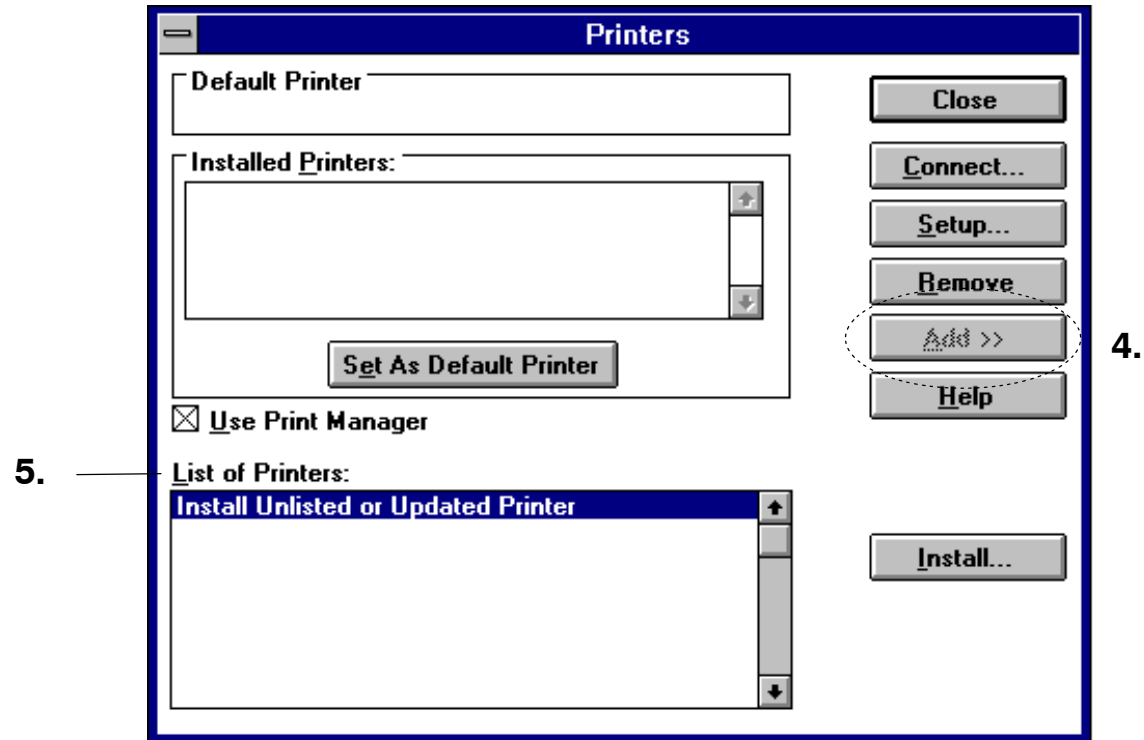 Printers
Default Printer
Close
Installed Printers:
Connect...
Setup...
Remove
Add >>
4.
Set As Default Printer
Help
Use Print Manager
5.
List of Printers:
Install Unlisted or Updated Printer
Install...